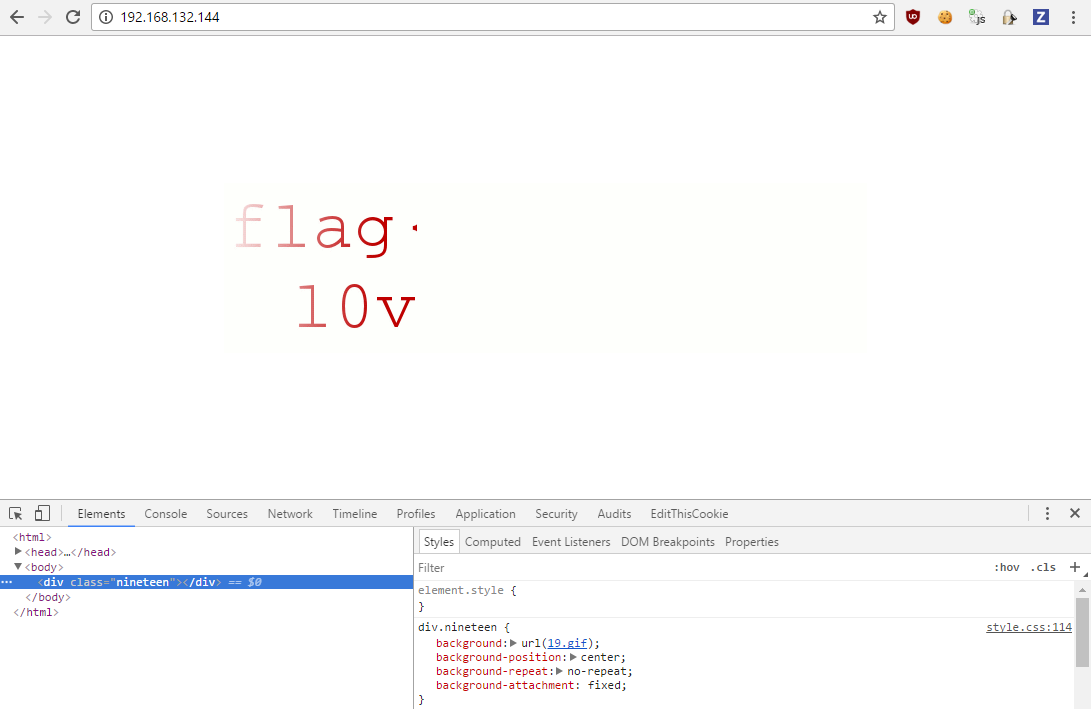 192.168.132.144
flag
l0v
Elements Console Sources Network Timeline Profiles Application Security Audits EditThisCookie
<html>
<head>…</head>
<body>
<div class="nineteen"></div> == $0
</body>
</html>
Styles Computed Event Listeners DOM Breakpoints Properties
Filter :hov .cls +
element.style {
}
div.nineteen { style.css:114
background: url(19.gif);
background-position: center;
background-repeat: no-repeat;
background-attachment: fixed;
}